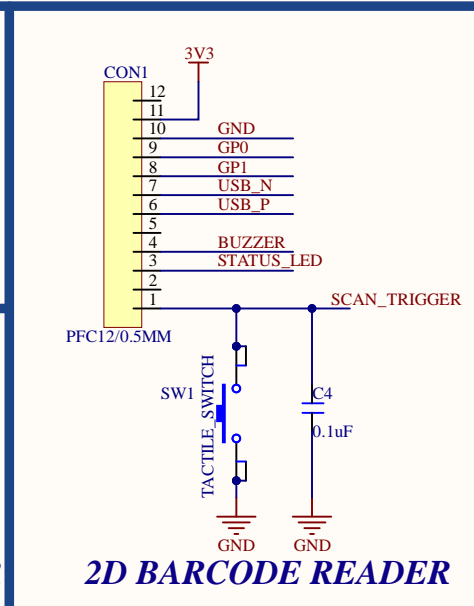 3V3
CON1
12
11
10 GND
9 GP0
8 GP1
7 USB_N
6 USB_P
5
4 BUZZER
3 STATUS_LED
2
1 SCAN_TRIGGER
PFC12/0.5MM
SW1
TACTILE_SWITCH
C4
0.1uF
GND
GND
2D BARCODE READER